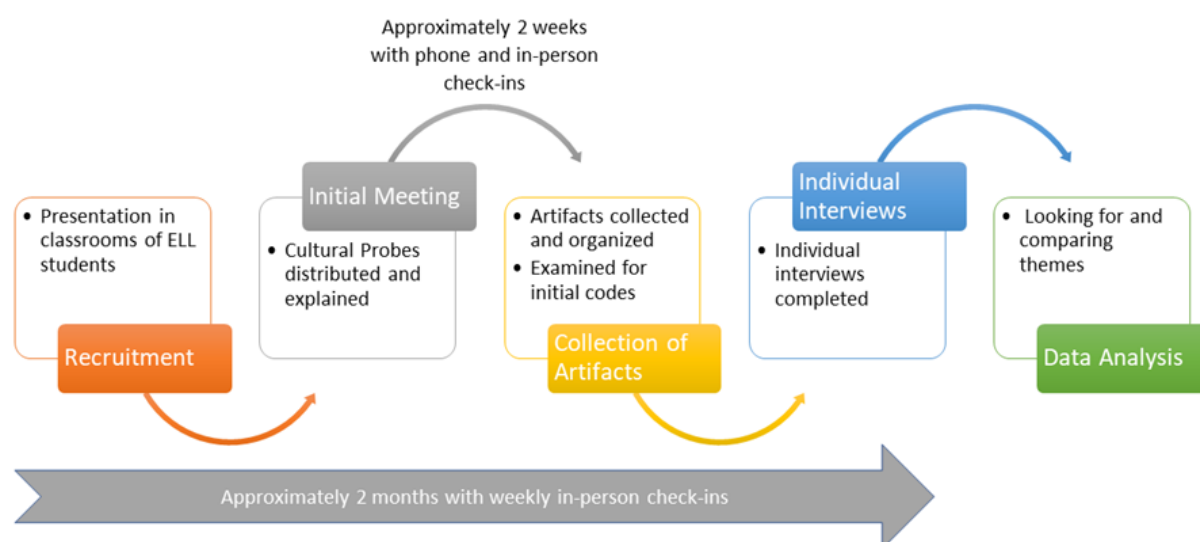 Approximately 2 weeks
with phone and in-person
check-ins
• Presentation in
classrooms of ELL
students
Recruitment
Initial Meeting
• Cultural Probes
distributed and
explained
• Artifacts collected
and organized
• Examined for
initial codes
Collection of
Artifacts
Individual
Interviews
• Individual
interviews
completed
• Looking for and
comparing
themes
Data Analysis
Approximately 2 months with weekly in-person check-ins